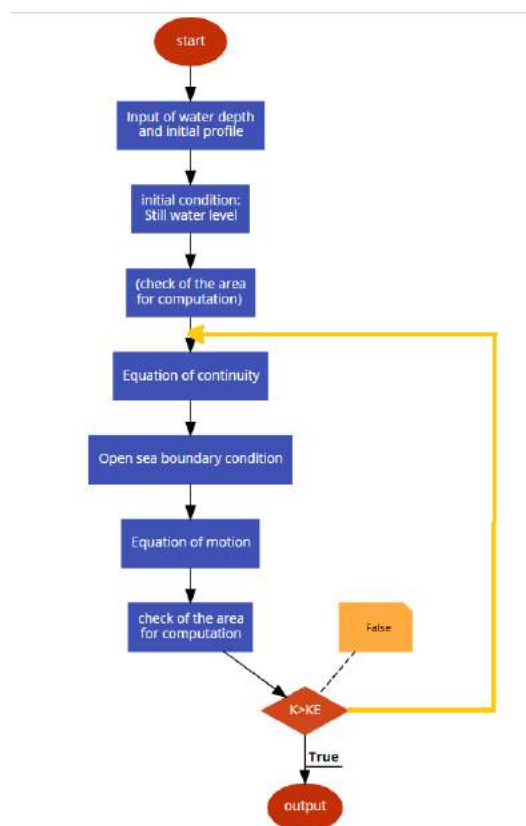 start
Input of water depth
and initial profile
initial condition:
Still water level
(check of the area
for computation)
Equation of continuity
Open sea boundary condition
Equation of motion
check of the area
for computation
False
K>KE
True
output